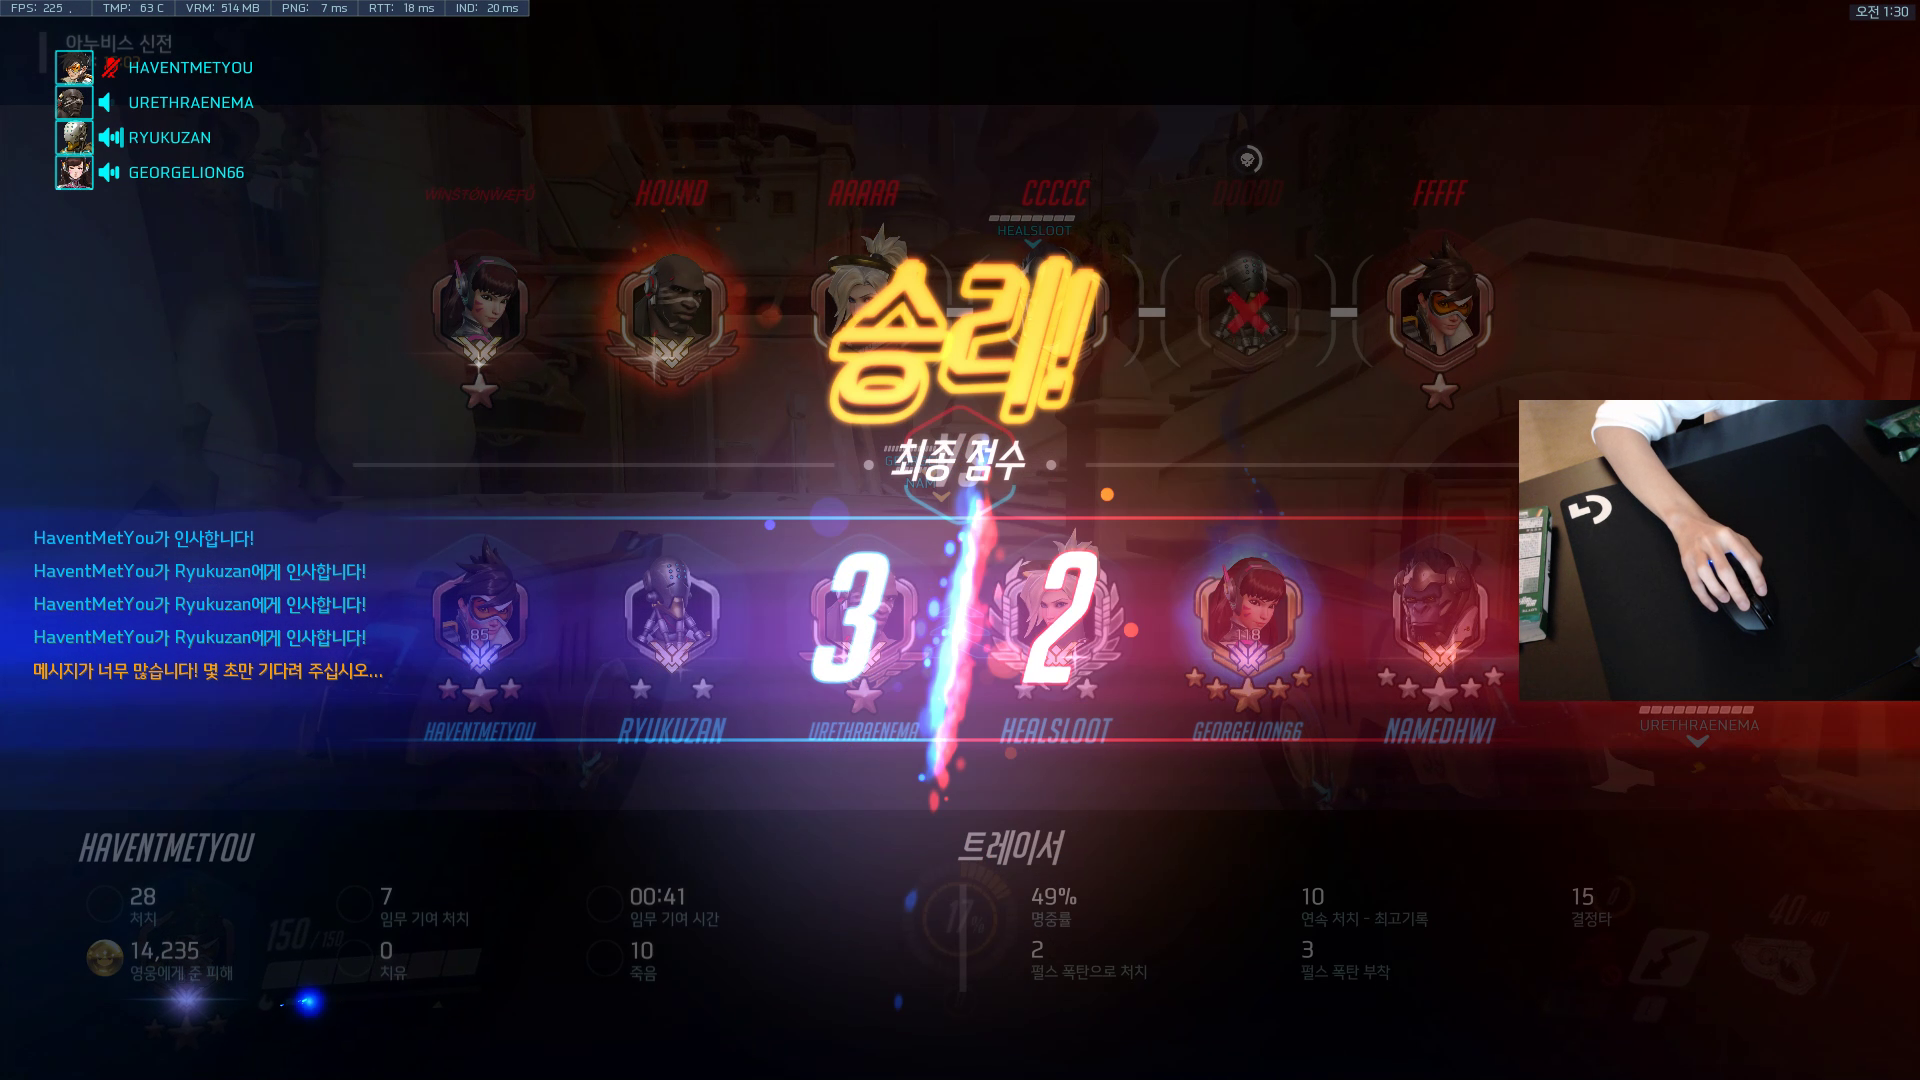 FPS: 225 .
TMP: 63 C
VRM: 514 MB
PNG: 7 ms
RTT: 18 ms
IND: 20 ms
오전 1:30
아누비스 신전
HAVENTMETYOU
URETHRAENEMA
RYUKUZAN
GEORGELION66
WINSTONWAEFU
HOUND
AAAAA
CCCCC
FFFFF
HEALSLOOT
승리!
최종 점수
3
2
HaventMetYou가 인사합니다!
HaventMetYou가 Ryukuzan에게 인사합니다!
HaventMetYou가 Ryukuzan에게 인사합니다!
HaventMetYou가 Ryukuzan에게 인사합니다!
메시지가 너무 많습니다! 몇 초만 기다려 주십시오...
85
118
HAVENTMETYOU
RYUKUZAN
URETHRAENEMA
HEALSLOOT
GEORGELION66
NAMEDHWI
URETHRAENEMA
HAVENTMETYOU
트레이서
28
처치
7
임무 기여 처치
00:41
임무 기여 시간
49%
명중률
10
연속 처치 - 최고기록
15
결정타
14,235
영웅에게 준 피해
0
치유
10
죽음
2
펄스 폭탄으로 처치
3
펄스 폭탄 부착
150/150
17%
40/40